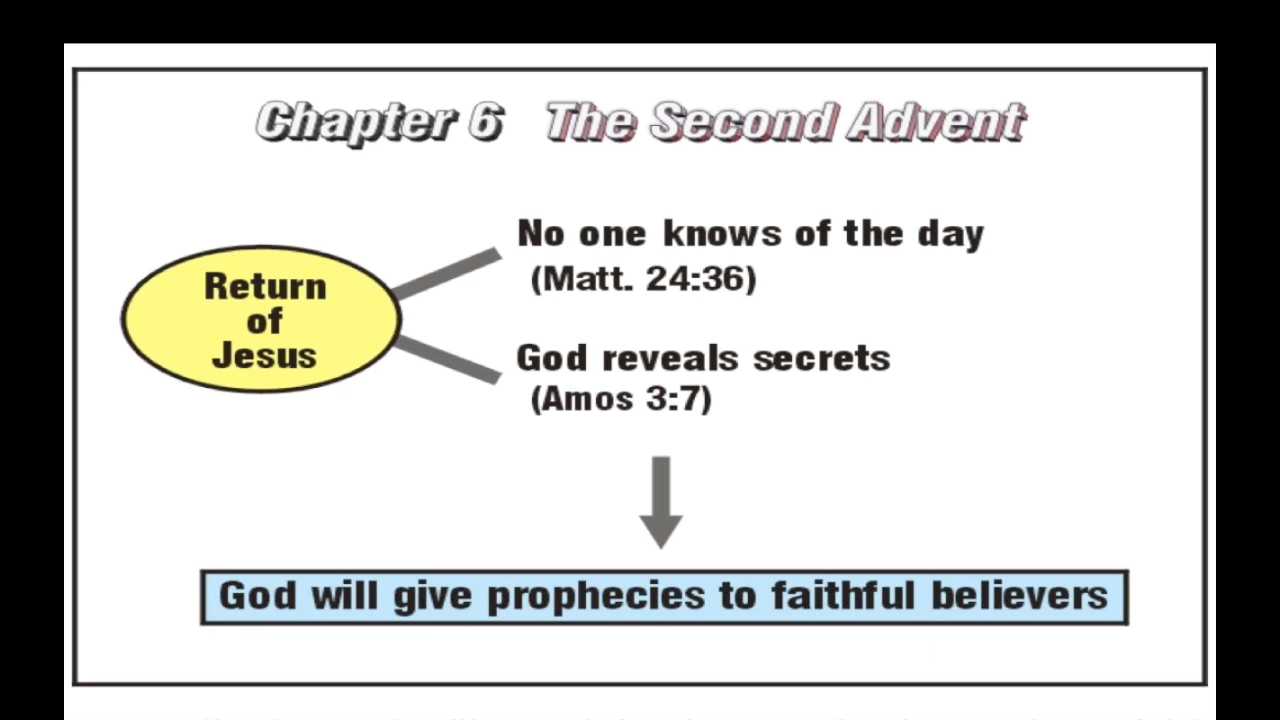 Chapter 6 The Second Advent
Return
of
Jesus
No one knows of the day
(Matt. 24:36)
God reveals secrets
(Amos 3:7)
God will give prophecies to faithful believers